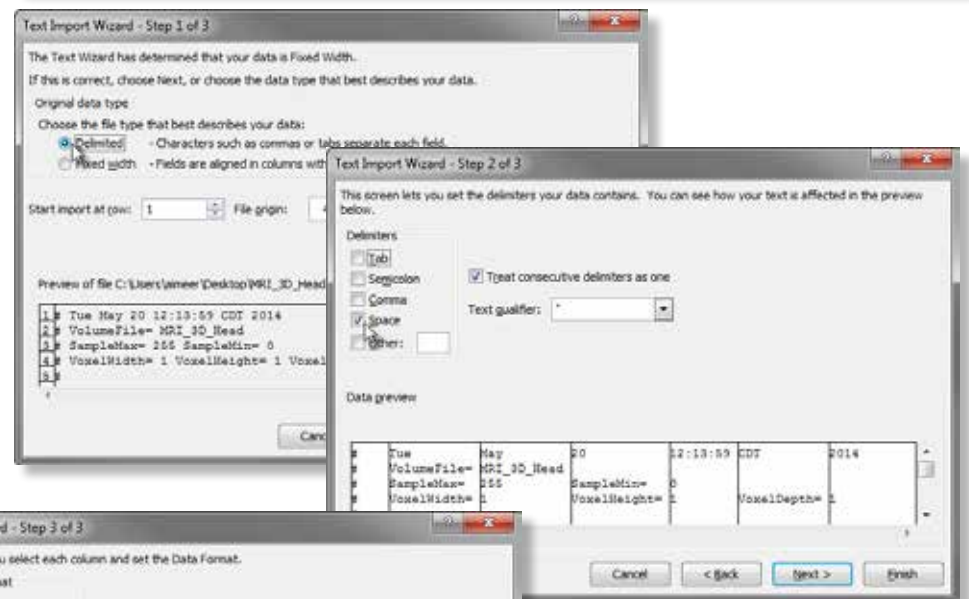 Text Import Wizard - Step 1 of 3
The Text Wizard has determined that your data is Fixed Width.
If this is correct, choose Next, or choose the data type that best describes your data.
Original data type
Choose the file type that best describes your data:
Delimited - Characters such as commas or tabs separate each field.
Fixed width - Fields are aligned in columns with
Start import at row: 1 File origin:
Preview of file C:\Users\aimeer\Desktop\MRI_3D_Head
1 # Tue May 20 12:13:59 CDT 2014
2 # VolumeFile= MRI_3D_Head
3 # SampleMax= 255 SampleMin= 0
4 # VoxelWidth= 1 VoxelHeight= 1 Voxel
5 #
Canc
Text Import Wizard - Step 2 of 3
This screen lets you set the delimiters your data contains. You can see how your text is affected in the preview
below.
Delimiters
Tab
Semicolon
Comma
Space
Other:
Treat consecutive delimiters as one
Text qualifier: "
Data preview
# Tue May 20 12:13:59 CDT 2014
# VolumeFile= MRI_3D_Head
# SampleMax= 255 SampleMin= 0
# VoxelWidth= 1 VoxelHeight= 1 VoxelDepth= 1
#
Cancel < Back Next > Finish
d - Step 3 of 3
u select each column and set the Data Format.
at